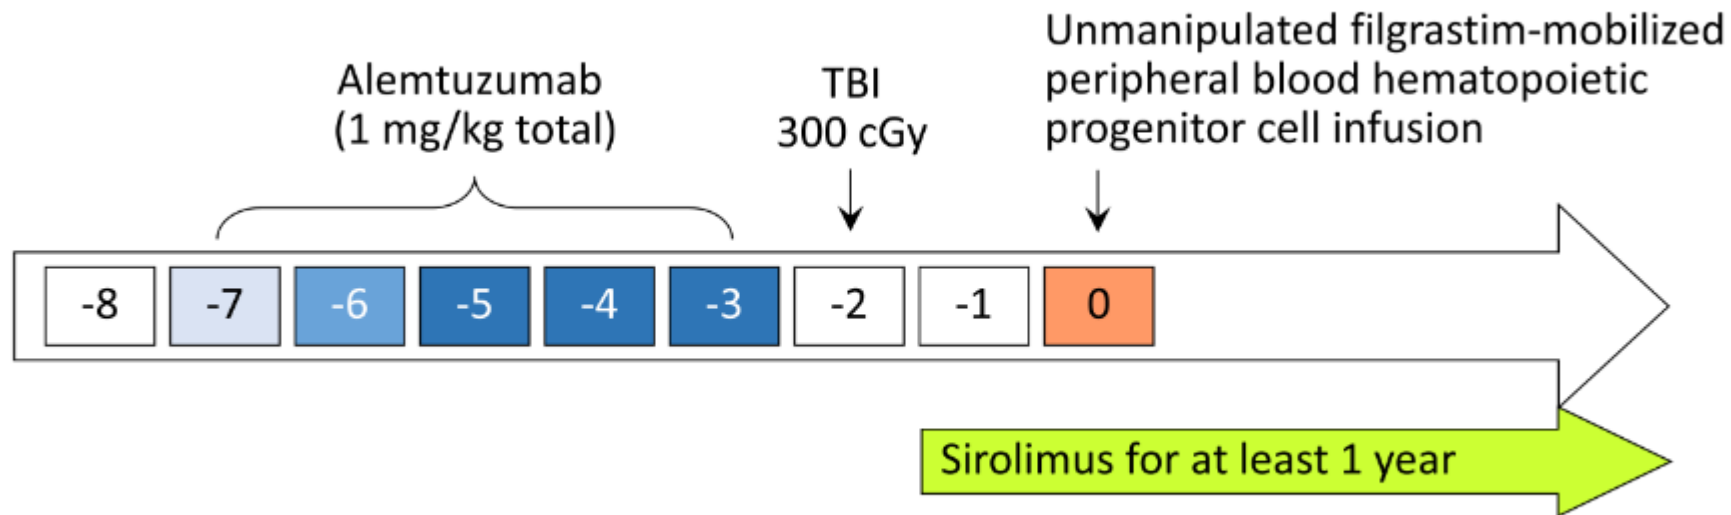 Alemtuzumab
(1 mg/kg total)
TBI
300 cGy
Unmanipulated filgrastim-mobilized
peripheral blood hematopoietic
progenitor cell infusion
-8 -7 -6 -5 -4 -3 -2 -1 0
Sirolimus for at least 1 year